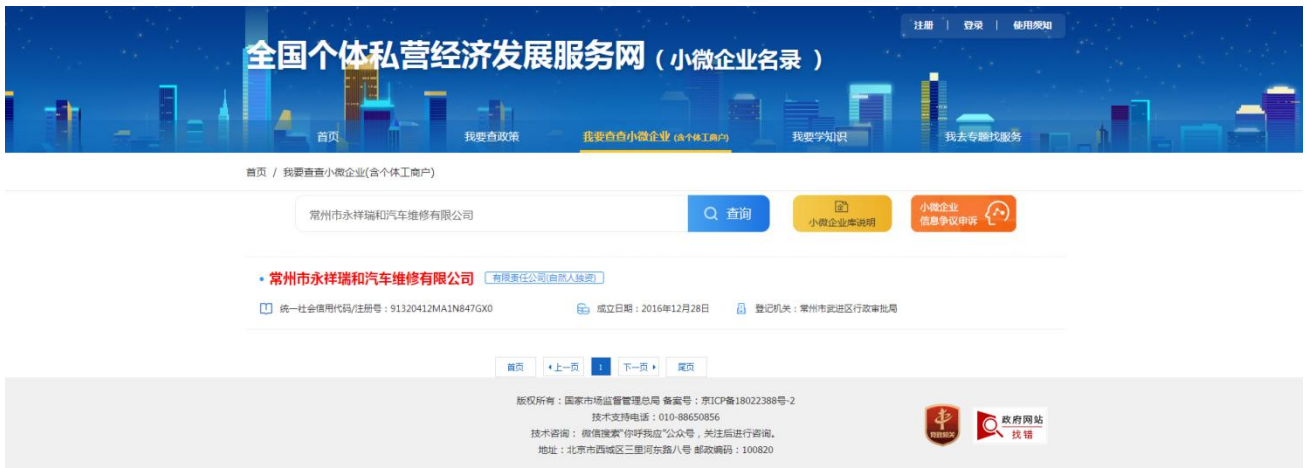 注册 | 登录 | 使用须知
全国个体私营经济发展服务网（小微企业名录 ）
首页 我要查政策 我要查查小微企业 (含个体工商户) 我要学知识 我去专题找服务
首页 / 我要查查小微企业(含个体工商户)
常州市永祥瑞和汽车维修有限公司 查询 小微企业库说明 小微企业
信息争议申诉
常州市永祥瑞和汽车维修有限公司 有限责任公司(自然人独资)
统一社会信用代码/注册号：91320412MA1N847GX0 成立日期：2016年12月28日 登记机关：常州市武进区行政审批局
首页 上一页 1 下一页 尾页
版权所有：国家市场监督管理总局 备案号：京ICP备18022388号-2
技术支持电话：010-88650856
技术咨询： 微信搜索“你呼我应”公众号，关注后进行咨询。
地址：北京市西城区三里河东路八号 邮政编码：100820
党政机关 政府网站
找错